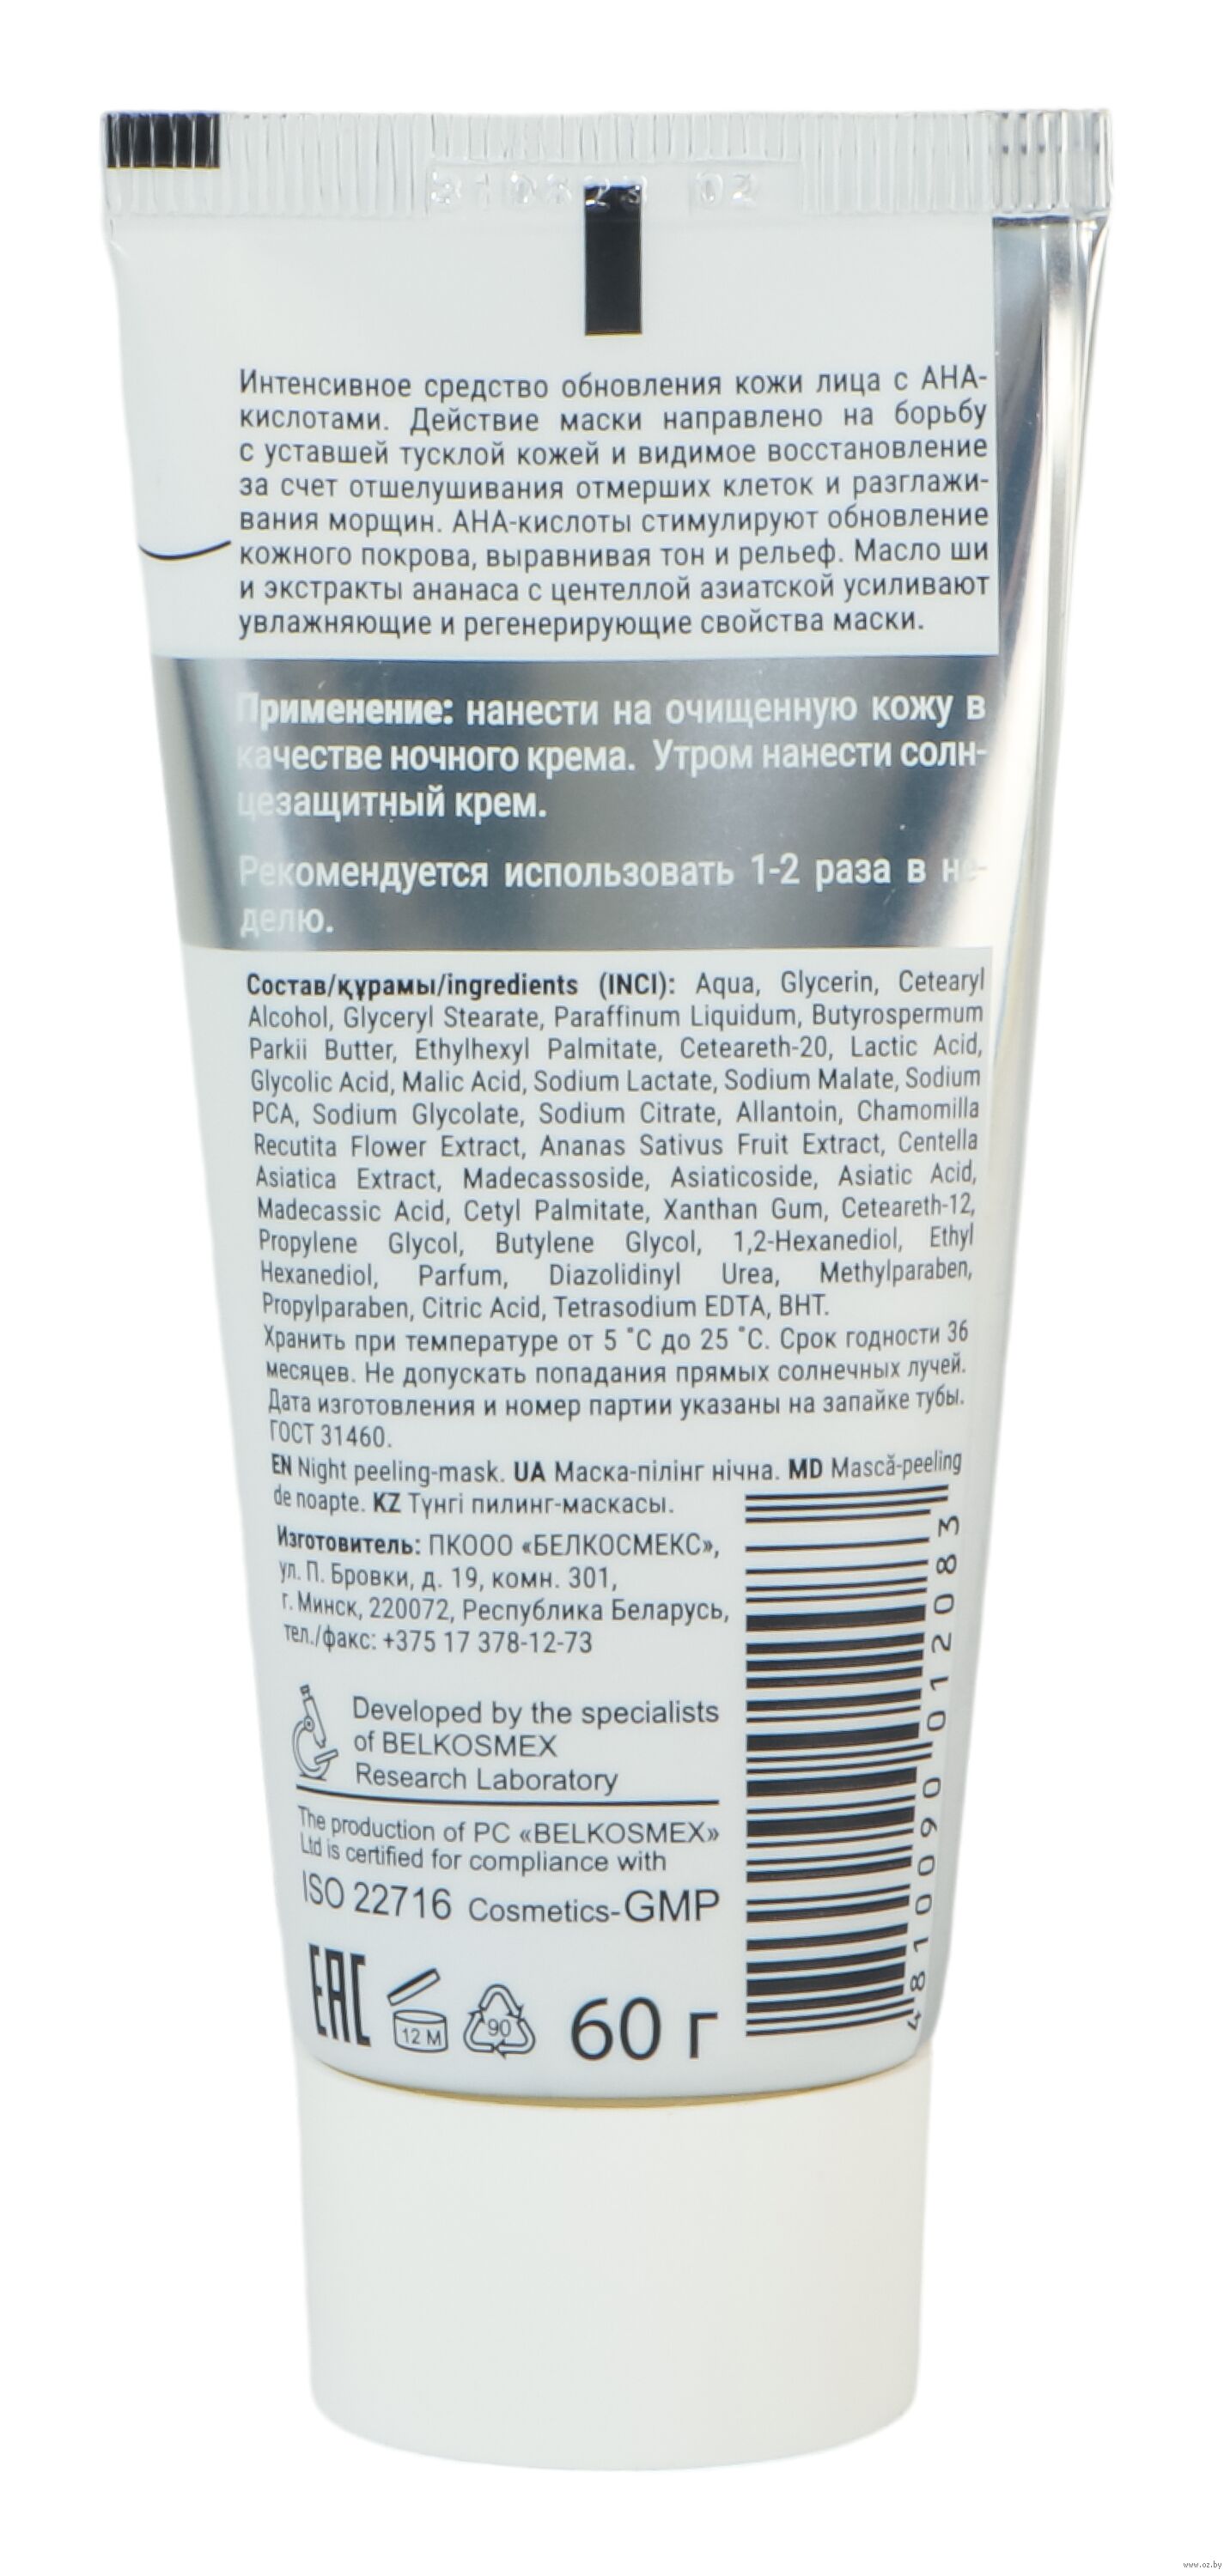 Интенсивное средство обновления кожи лица с АНА-
кислотами. Действие маски направлено на борьбу
с уставшей тусклой кожей и видимое восстановление
за счет отшелушивания отмерших клеток и разглажи-
вания морщин. АНА-кислоты стимулируют обновление
кожного покрова, выравнивая тон и рельеф. Масло ши
и экстракты ананаса с центеллой азиатской усиливают
увлажняющие и регенерирующие свойства маски.
Применение: нанести на очищенную кожу в
качестве ночного крема. Утром нанести солн-
цезащитный крем.
Рекомендуется использовать 1-2 раза в не-
делю.
Состав/құрамы/ingredients (INCI): Aqua, Glycerin, Cetearyl
Alcohol, Glyceryl Stearate, Paraffinum Liquidum, Butyrospermum
Parkii Butter, Ethylhexyl Palmitate, Ceteareth-20, Lactic Acid,
Glycolic Acid, Malic Acid, Sodium Lactate, Sodium Malate, Sodium
PCA, Sodium Glycolate, Sodium Citrate, Allantoin, Chamomilla
Recutita Flower Extract, Ananas Sativus Fruit Extract, Centella
Asiatica Extract, Madecassoside, Asiaticoside, Asiatic Acid,
Madecassic Acid, Cetyl Palmitate, Xanthan Gum, Ceteareth-12,
Propylene Glycol, Butylene Glycol, 1,2-Hexanediol, Ethyl
Hexanediol, Parfum, Diazolidinyl Urea, Methylparaben,
Propylparaben, Citric Acid, Tetrasodium EDTA, BHT.
Хранить при температуре от 5 ˚С до 25 ˚С. Срок годности 36
месяцев. Не допускать попадания прямых солнечных лучей.
Дата изготовления и номер партии указаны на запайке тубы.
ГОСТ 31460.
EN Night peeling-mask. UA Маска-пілінг нічна. MD Mască-peeling
de noapte. KZ Түнгі пилинг-маскасы.
Изготовитель: ПКООО «БЕЛКОСМЕКС»,
ул. П. Бровки, д. 19, комн. 301,
г. Минск, 220072, Республика Беларусь,
тел./факс: +375 17 378-12-73
4810090012083
Developed by the specialists
of BELKOSMEX
Research Laboratory
The production of PC «BELKOSMEX»
Ltd is certified for compliance with
ISO 22716 Cosmetics-GMP
EAC
12 M
90
60 г
www.oz.by